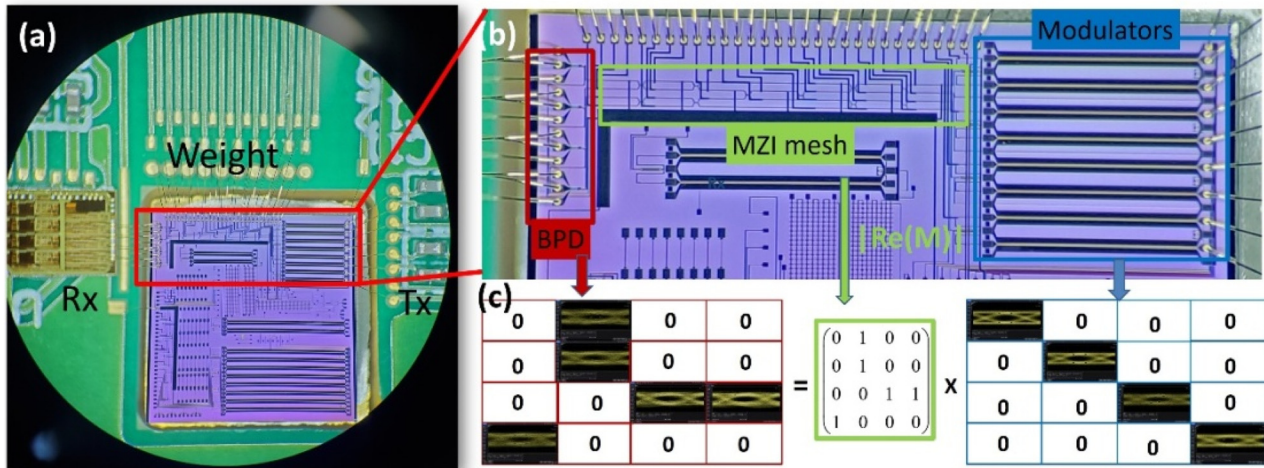 (a)
Weight
Rx
Tx
(b)
Modulators
MZI mesh
BPD
|Re(M)|
(c)
0 0 0
0 0 0
0 0
0 0 0
=
0 1 0 0
0 1 0 0
0 0 1 1
1 0 0 0
x
0 0 0
0 0 0
0 0 0
0 0 0